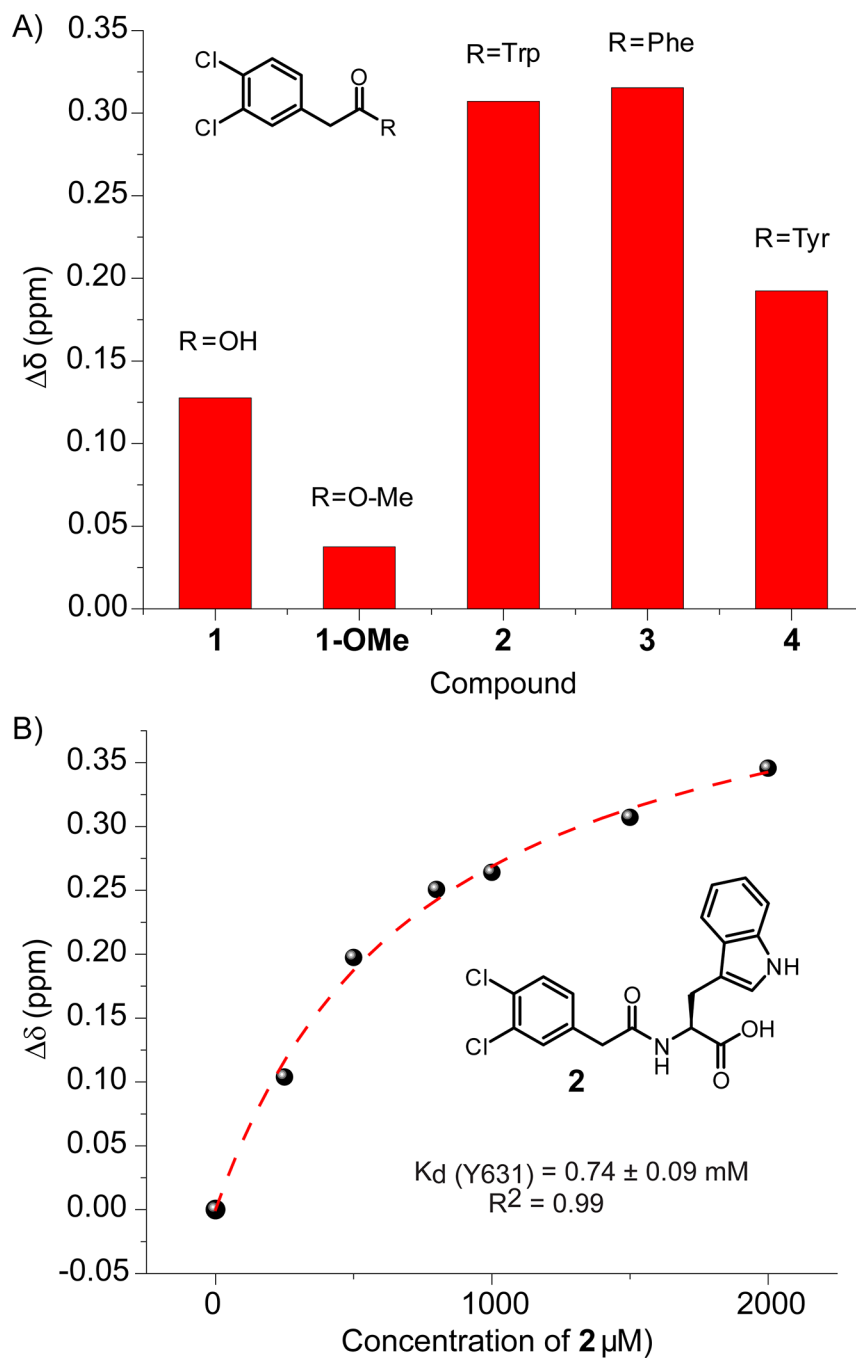 A)
0.35
0.30
0.25
0.20
0.15
0.10
0.05
0.00
Δδ (ppm)
Cl
Cl
O
R
R=OH
R=O-Me
R=Trp
R=Phe
R=Tyr
1 1-OMe 2 3 4
Compound
B)
0.35
0.30
0.25
0.20
0.15
0.10
0.05
0.00
-0.05
Δδ (ppm)
Cl
Cl
O
N
H
NH
OH
O
2
Kd (Y631) = 0.74 ± 0.09 mM
R2 = 0.99
0 1000 2000
Concentration of 2 µM)